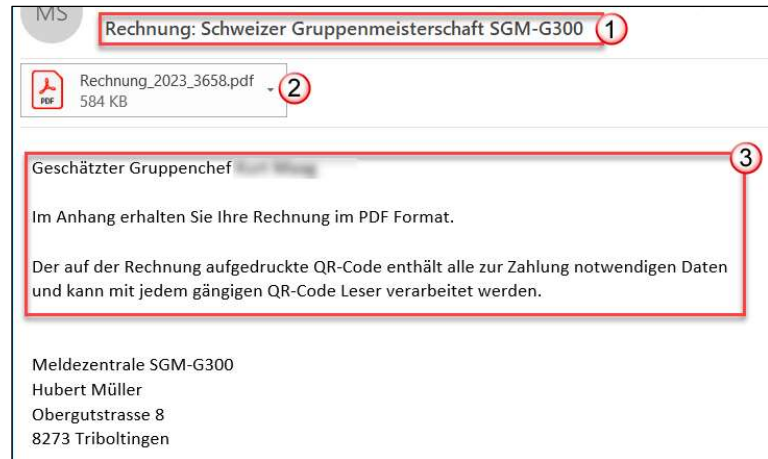 MS
Rechnung: Schweizer Gruppenmeisterschaft SGM-G300 1
Rechnung_2023_3658.pdf 2
PDF 584 KB
3
Geschätzter Gruppenchef
Im Anhang erhalten Sie Ihre Rechnung im PDF Format.
Der auf der Rechnung aufgedruckte QR-Code enthält alle zur Zahlung notwendigen Daten
und kann mit jedem gängigen QR-Code Leser verarbeitet werden.
Meldezentrale SGM-G300
Hubert Müller
Obergutstrasse 8
8273 Triboltingen